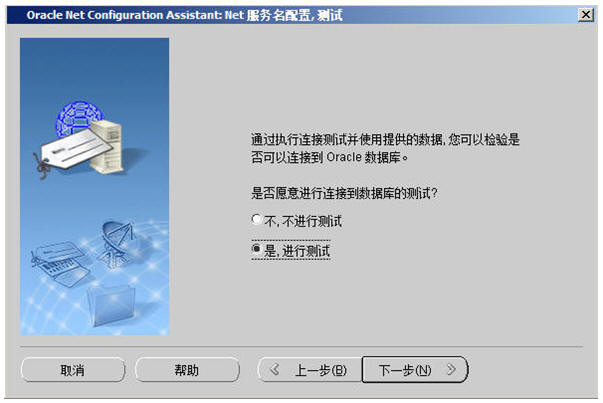 Oracle Net Configuration Assistant: Net 服务名配置, 测试
通过执行连接测试并使用提供的数据, 您可以检验是
否可以连接到 Oracle 数据库。
是否愿意进行连接到数据库的测试?
不, 不进行测试
是, 进行测试
取消 帮助 上一步(B) 下一步(N)